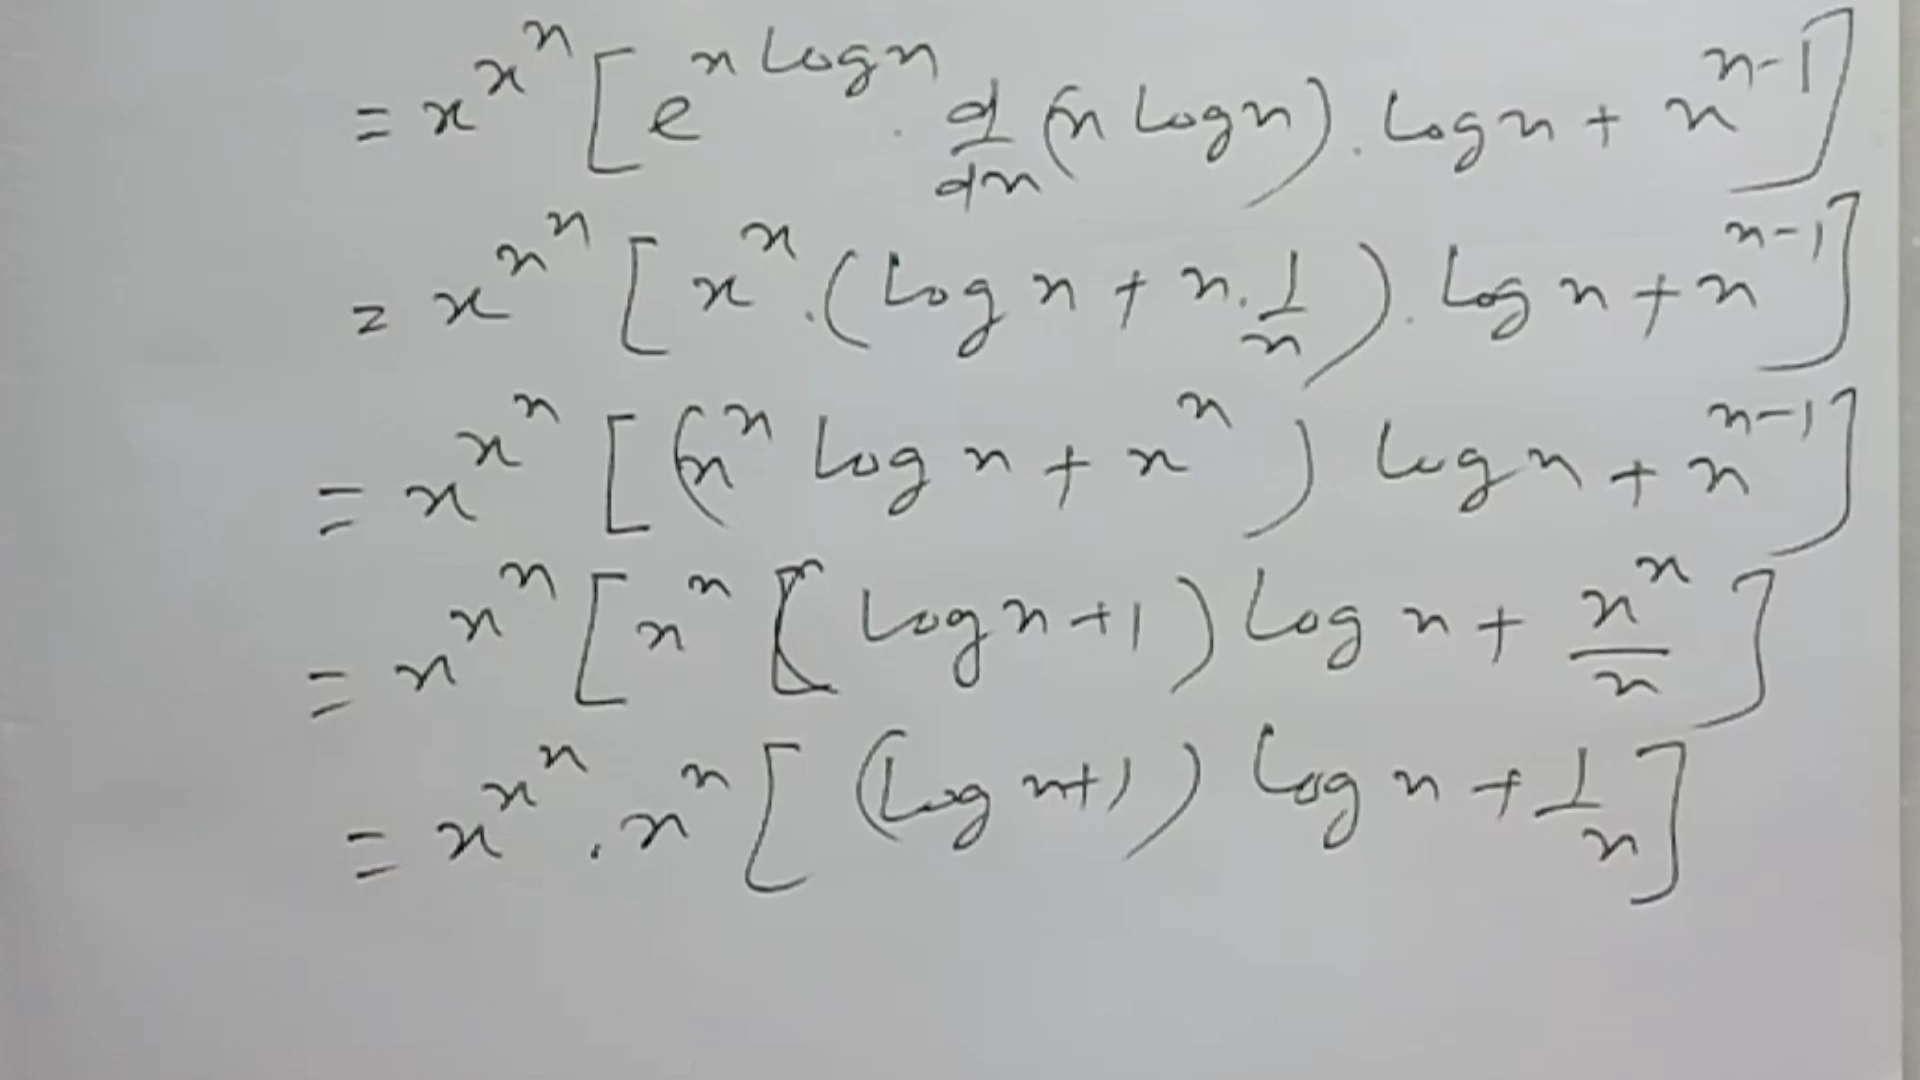 = x^{x^x} [ e^{x log x} . d/dx (x log x) . log x + x^{x-1} ]
= x^{x^x} [ x^x . ( log x + x . 1/x ) . log x + x^{x-1} ]
= x^{x^x} [ (x^x log x + x^x ) log x + x^{x-1} ]
= x^{x^x} [ x^x ( log x + 1 ) log x + x^x/x ]
= x^{x^x} . x^x [ (log x+1) log x + 1/x ]